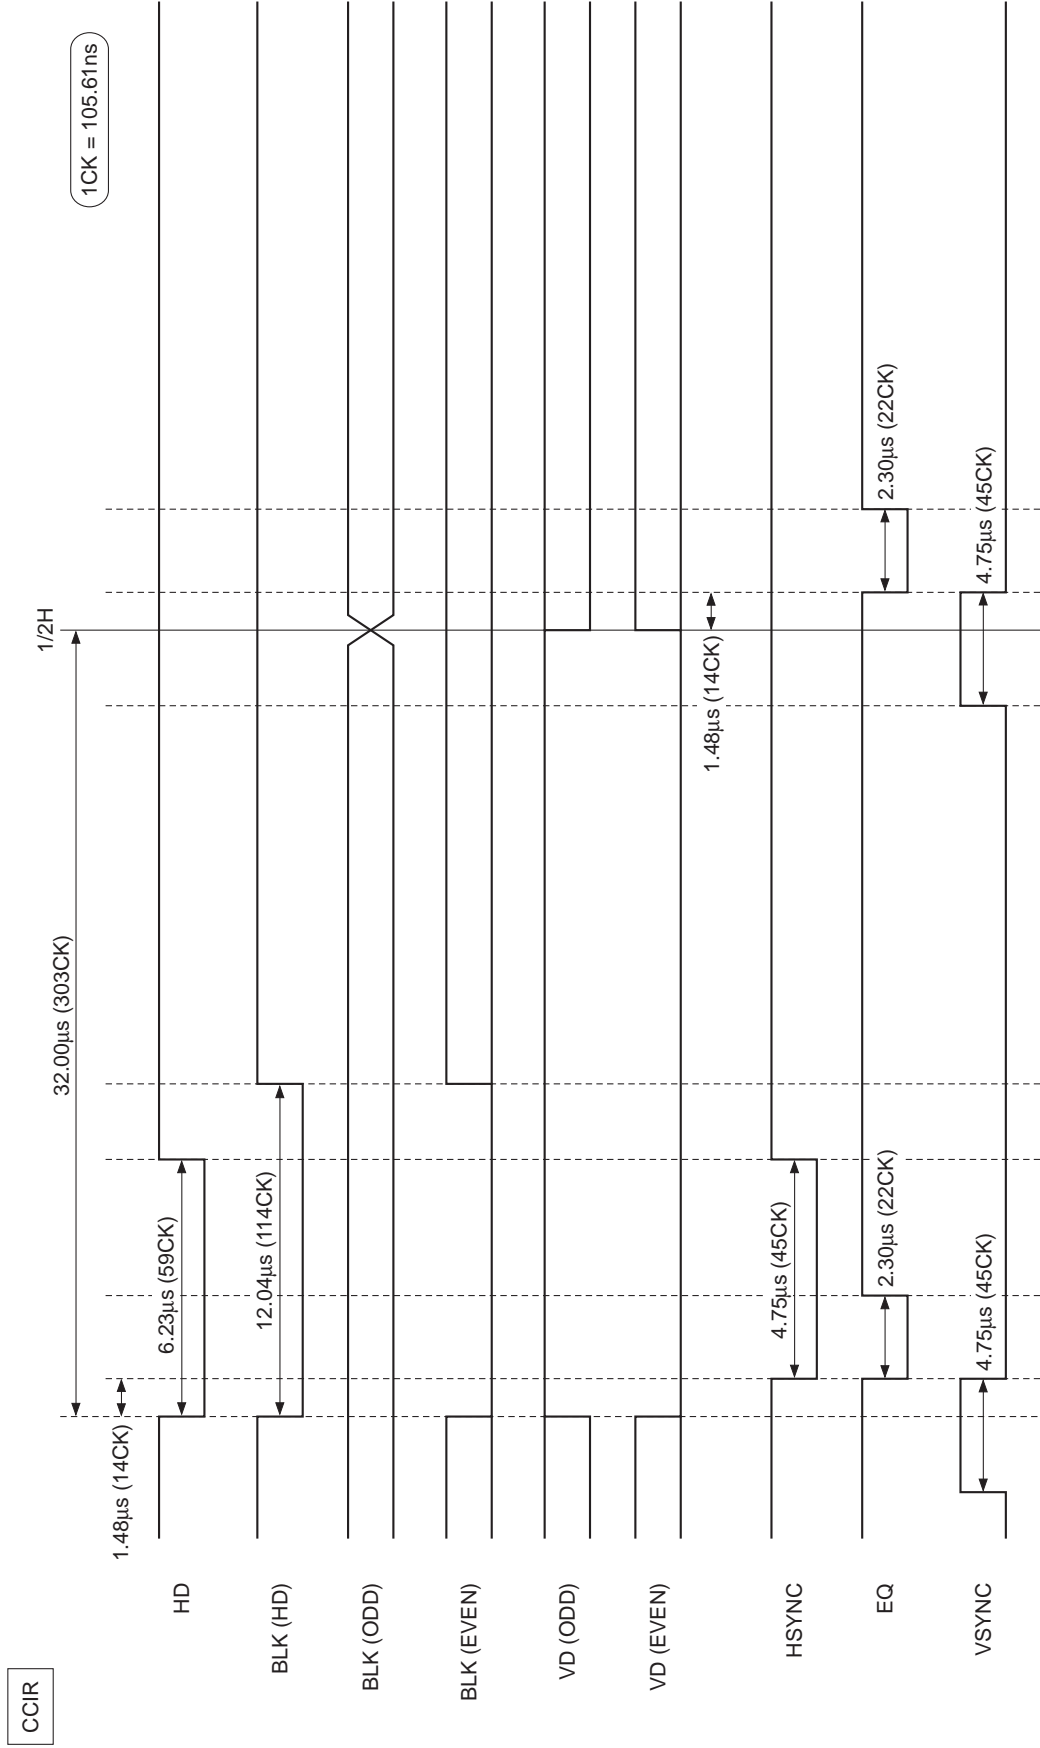 CCIR
1CK = 105.61ns
1/2H
32.00µs (303CK)
1.48µs (14CK)
HD
6.23µs (59CK)
BLK (HD)
12.04µs (114CK)
BLK (ODD)
BLK (EVEN)
VD (ODD)
VD (EVEN)
1.48µs (14CK)
HSYNC
4.75µs (45CK)
EQ
2.30µs (22CK)
2.30µs (22CK)
VSYNC
4.75µs (45CK)
4.75µs (45CK)